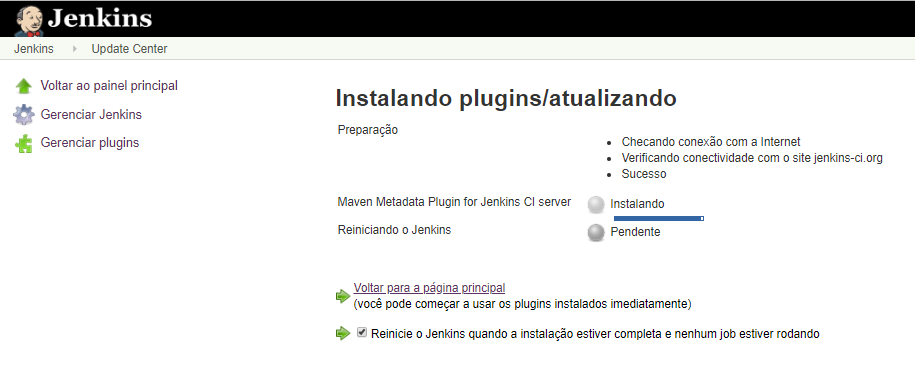 Jenkins
Jenkins Update Center
Voltar ao painel principal
Gerenciar Jenkins
Gerenciar plugins
Instalando plugins/atualizando
Preparação
Checando conexão com a Internet
Verificando conectividade com o site jenkins-ci.org
Sucesso
Maven Metadata Plugin for Jenkins CI server Instalando
Reiniciando o Jenkins Pendente
Voltar para a página principal
(você pode começar a usar os plugins instalados imediatamente)
Reinicie o Jenkins quando a instalação estiver completa e nenhum job estiver rodando